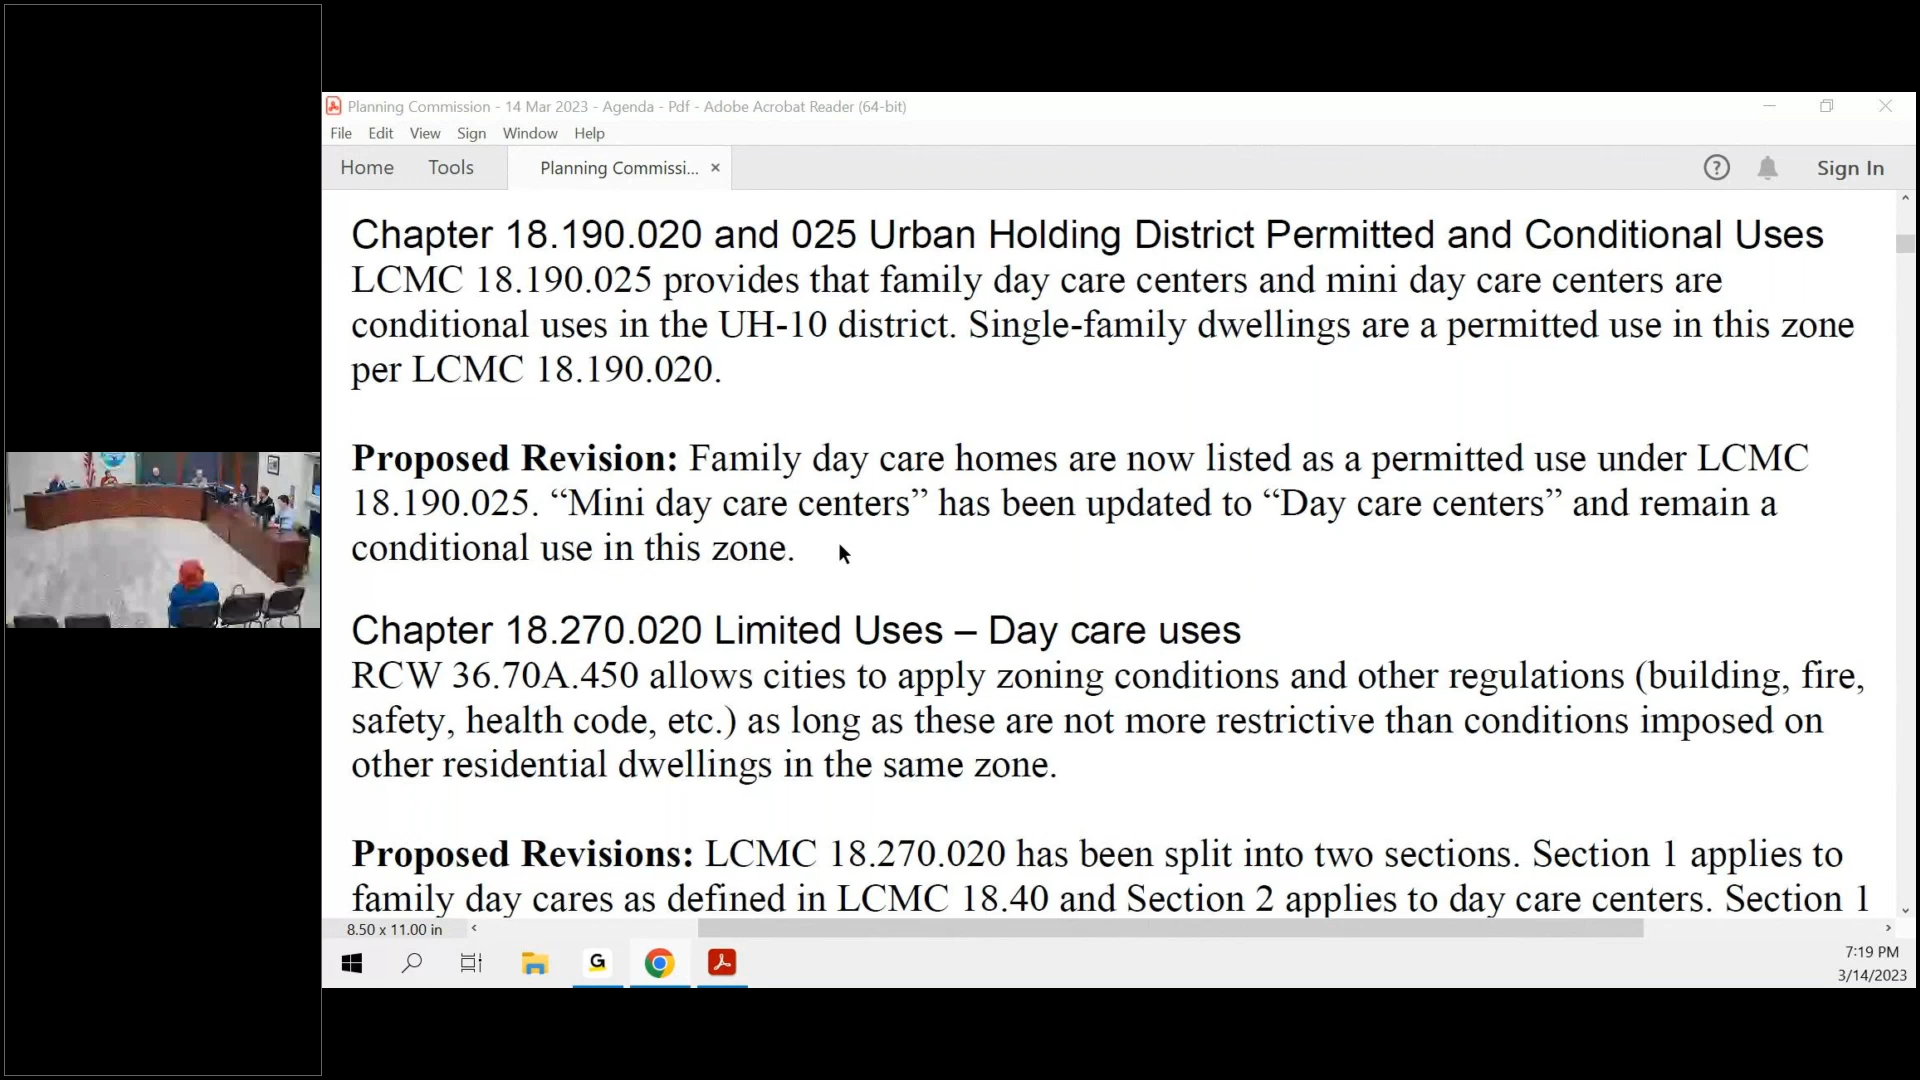 Planning Commission - 14 Mar 2023 - Agenda - Pdf - Adobe Acrobat Reader (64-bit)
File Edit View Sign Window Help
Home Tools Planning Commissi... × Sign In
Chapter 18.190.020 and 025 Urban Holding District Permitted and Conditional Uses
LCMC 18.190.025 provides that family day care centers and mini day care centers are
conditional uses in the UH-10 district. Single-family dwellings are a permitted use in this zone
per LCMC 18.190.020.
Proposed Revision: Family day care homes are now listed as a permitted use under LCMC
18.190.025. “Mini day care centers” has been updated to “Day care centers” and remain a
conditional use in this zone.
Chapter 18.270.020 Limited Uses – Day care uses
RCW 36.70A.450 allows cities to apply zoning conditions and other regulations (building, fire,
safety, health code, etc.) as long as these are not more restrictive than conditions imposed on
other residential dwellings in the same zone.
Proposed Revisions: LCMC 18.270.020 has been split into two sections. Section 1 applies to
family day cares as defined in LCMC 18.40 and Section 2 applies to day care centers. Section 1
8.50 x 11.00 in
G
7:19 PM
3/14/2023